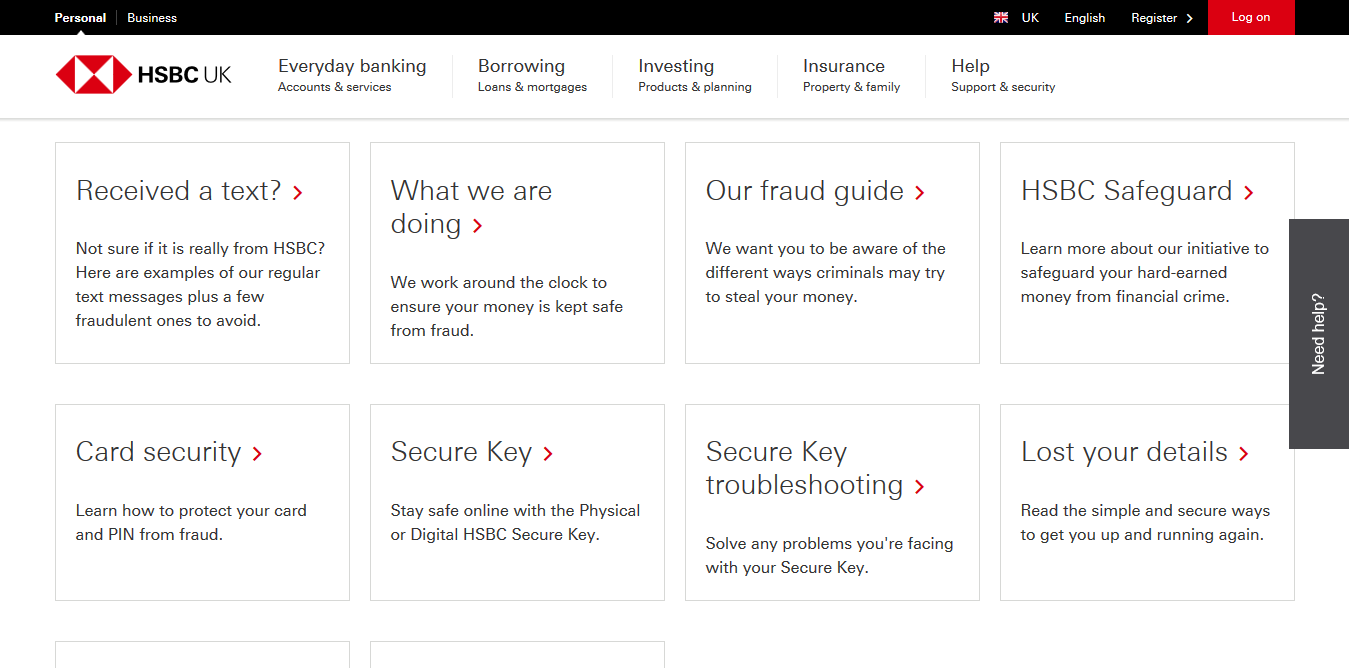 Personal Business UK English Register Log on
HSBC UK
Everyday banking Borrowing Investing Insurance Help
Accounts & services Loans & mortgages Products & planning Property & family Support & security
Received a text?
Not sure if it is really from HSBC?
Here are examples of our regular
text messages plus a few
fraudulent ones to avoid.
What we are
doing
We work around the clock to
ensure your money is kept safe
from fraud.
Our fraud guide
We want you to be aware of the
different ways criminals may try
to steal your money.
HSBC Safeguard
Learn more about our initiative to
safeguard your hard-earned
money from financial crime.
Need help?
Card security
Learn how to protect your card
and PIN from fraud.
Secure Key
Stay safe online with the Physical
or Digital HSBC Secure Key.
Secure Key
troubleshooting
Solve any problems you're facing
with your Secure Key.
Lost your details
Read the simple and secure ways
to get you up and running again.